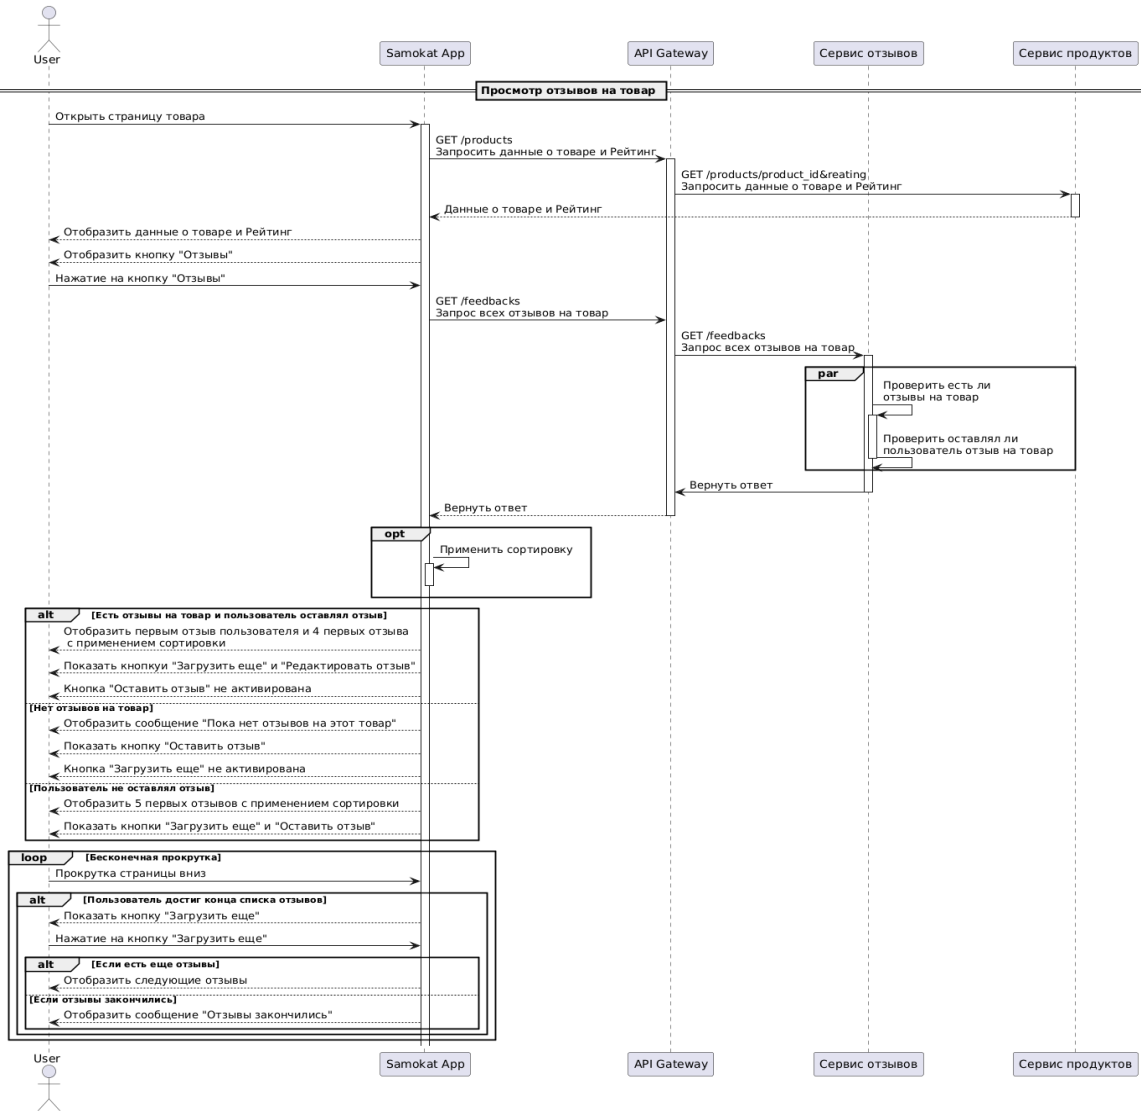 User
Samokat App
API Gateway
Сервис отзывов
Сервис продуктов
Просмотр отзывов на товар
Открыть страницу товара
GET /products
Запросить данные о товаре и Рейтинг
GET /products/product_id&reating
Запросить данные о товаре и Рейтинг
Данные о товаре и Рейтинг
Отобразить данные о товаре и Рейтинг
Отобразить кнопку "Отзывы"
Нажатие на кнопку "Отзывы"
GET /feedbacks
Запрос всех отзывов на товар
GET /feedbacks
Запрос всех отзывов на товар
par
Проверить есть ли
отзывы на товар
Проверить оставлял ли
пользователь отзыв на товар
Вернуть ответ
Вернуть ответ
opt
Применить сортировку
alt [Есть отзывы на товар и пользователь оставлял отзыв]
Отобразить первым отзыв пользователя и 4 первых отзыва
с применением сортировки
Показать кнопкуи "Загрузить еще" и "Редактировать отзыв"
Кнопка "Оставить отзыв" не активирована
[Нет отзывов на товар]
Отобразить сообщение "Пока нет отзывов на этот товар"
Показать кнопку "Оставить отзыв"
Кнопка "Загрузить еще" не активирована
[Пользователь не оставлял отзыв]
Отобразить 5 первых отзывов с применением сортировки
Показать кнопки "Загрузить еще" и "Оставить отзыв"
loop [Бесконечная прокрутка]
Прокрутка страницы вниз
alt [Пользователь достиг конца списка отзывов]
Показать кнопку "Загрузить еще"
Нажатие на кнопку "Загрузить еще"
alt [Если есть еще отзывы]
Отобразить следующие отзывы
[Если отзывы закончились]
Отобразить сообщение "Отзывы закончились"
User
Samokat App
API Gateway
Сервис отзывов
Сервис продуктов